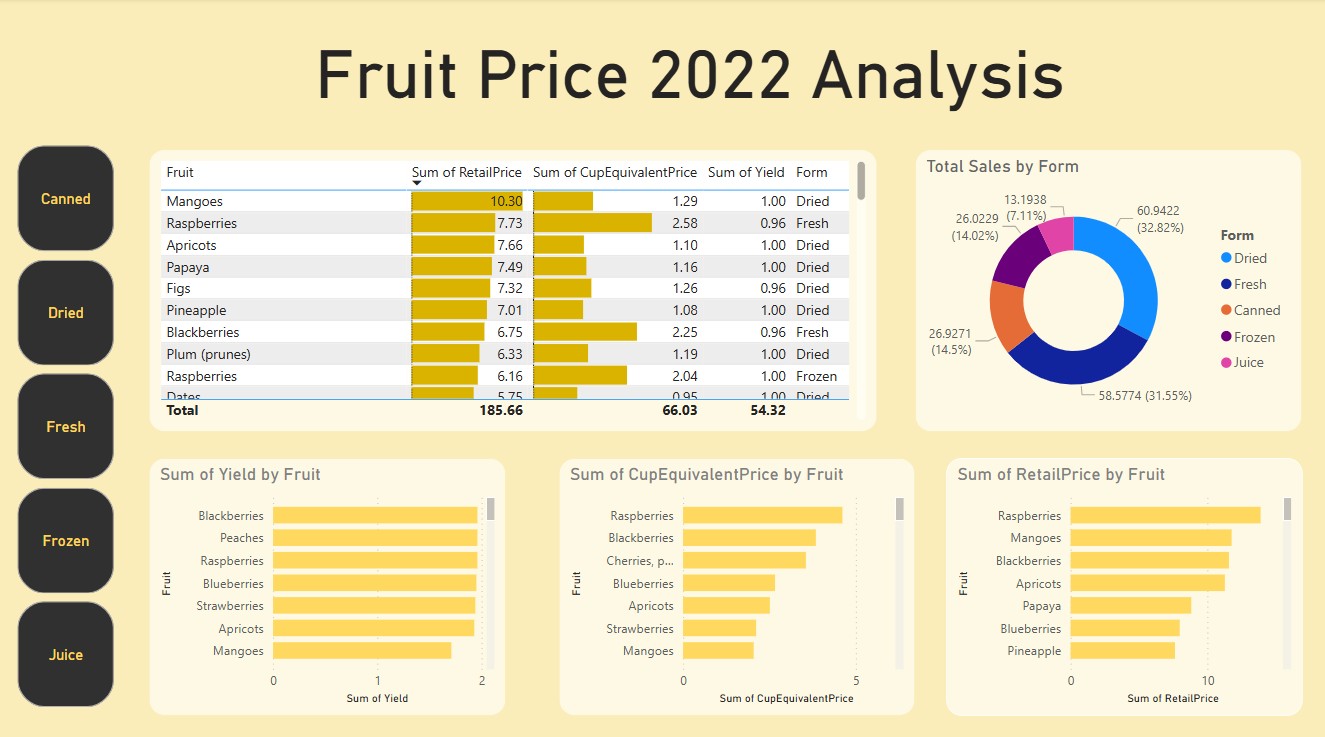 Fruit Price 2022 Analysis
Canned
Dried
Fresh
Frozen
Juice
Fruit Sum of RetailPrice Sum of CupEquivalentPrice Sum of Yield Form
Mangoes 10.30 1.29 1.00 Dried
Raspberries 7.73 2.58 0.96 Fresh
Apricots 7.66 1.10 1.00 Dried
Papaya 7.49 1.16 1.00 Dried
Figs 7.32 1.26 0.96 Dried
Pineapple 7.01 1.08 1.00 Dried
Blackberries 6.75 2.25 0.96 Fresh
Plum (prunes) 6.33 1.19 1.00 Dried
Raspberries 6.16 2.04 1.00 Frozen
Dates 5.75 0.95 1.00 Dried
Total 185.66 66.03 54.32
Total Sales by Form
13.1938
(7.11%)
26.0229
(14.02%)
60.9422
(32.82%)
26.9271
(14.5%)
58.5774 (31.55%)
Form
Dried
Fresh
Canned
Frozen
Juice
Sum of Yield by Fruit
Fruit
Blackberries
Peaches
Raspberries
Blueberries
Strawberries
Apricots
Mangoes
0 1 2
Sum of Yield
Sum of CupEquivalentPrice by Fruit
Fruit
Raspberries
Blackberries
Cherries, p...
Blueberries
Apricots
Strawberries
Mangoes
0 5
Sum of CupEquivalentPrice
Sum of RetailPrice by Fruit
Fruit
Raspberries
Mangoes
Blackberries
Apricots
Papaya
Blueberries
Pineapple
0 10
Sum of RetailPrice